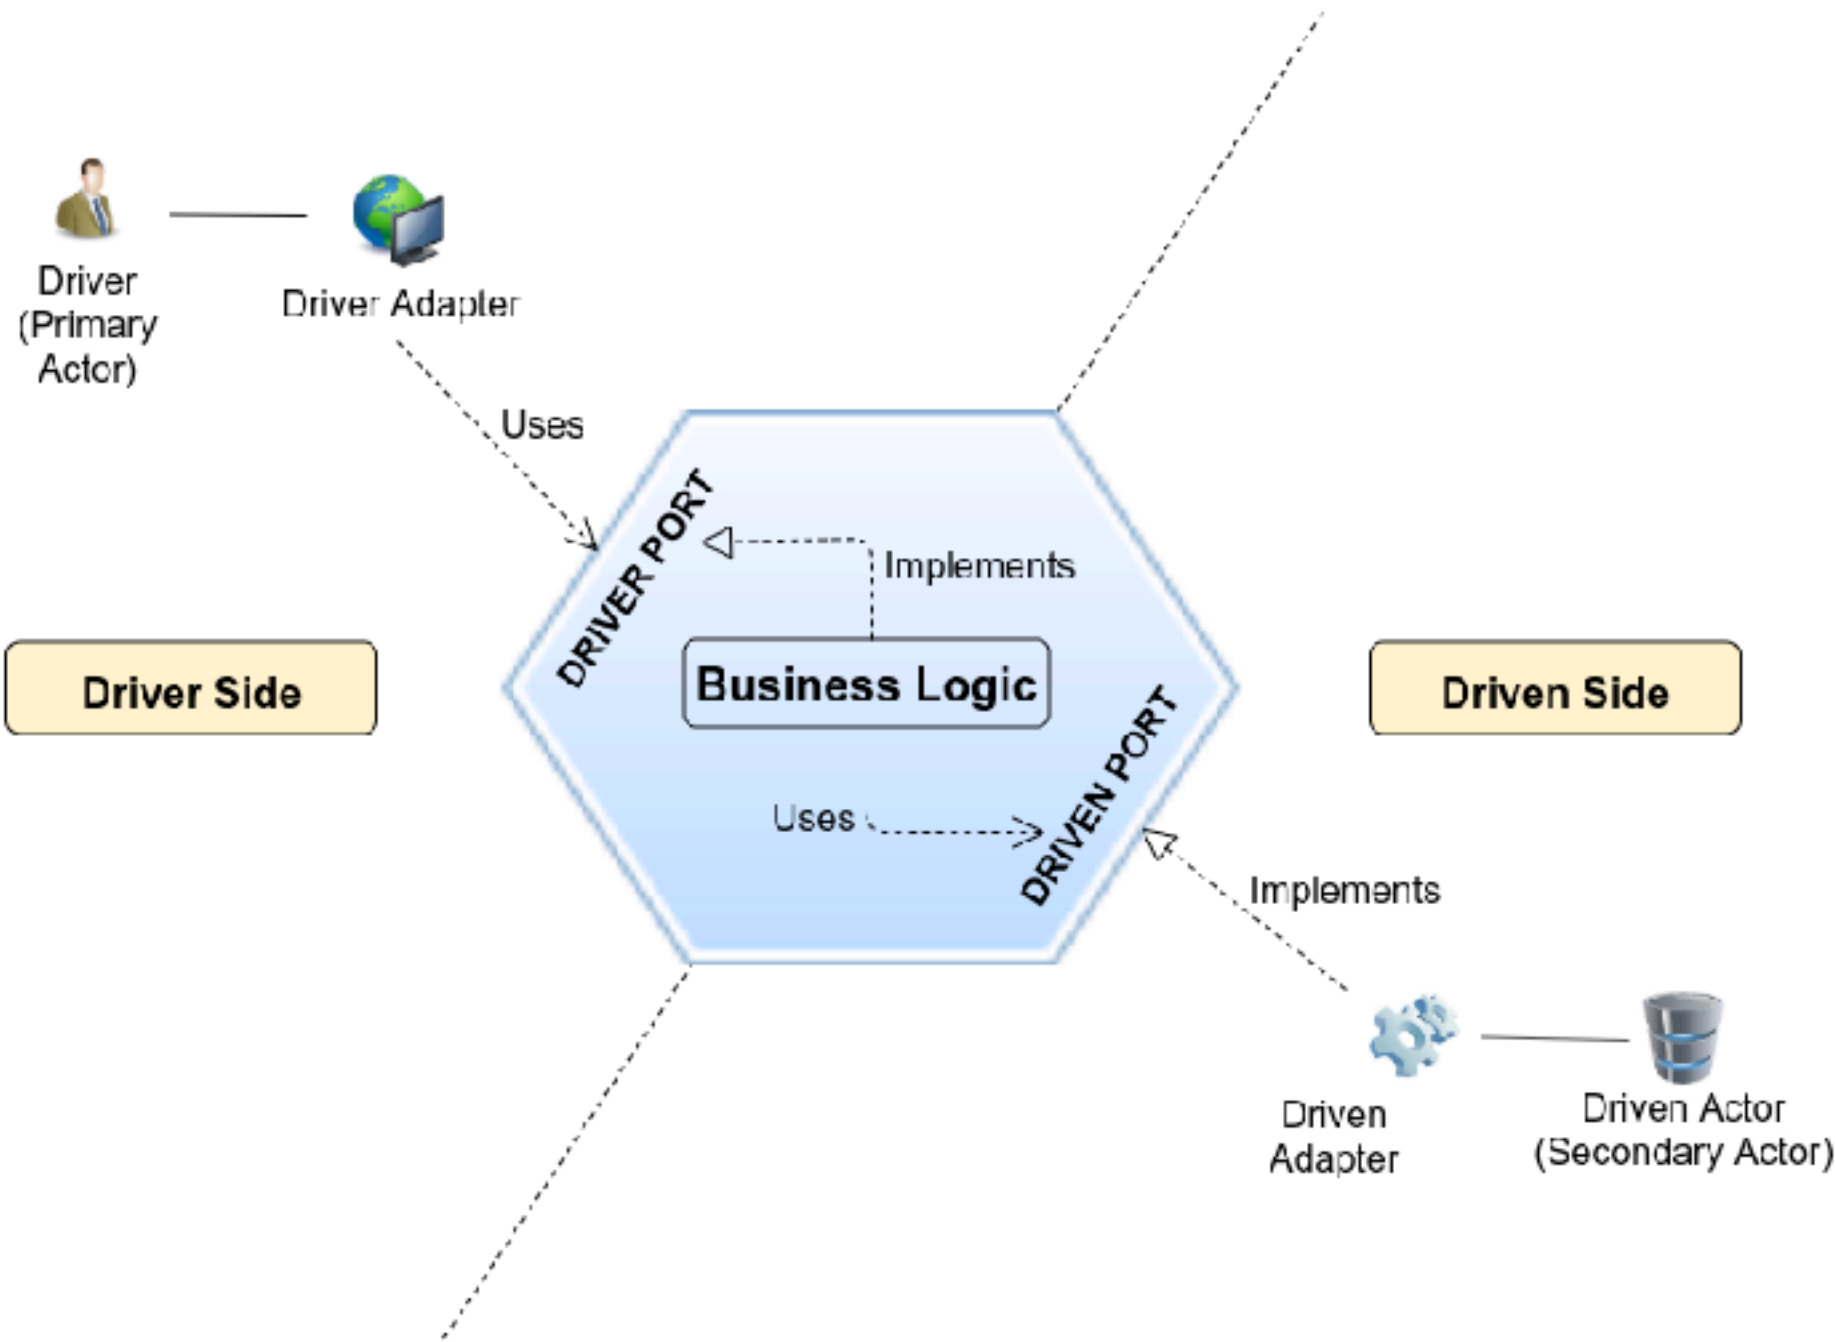 Driver
(Primary
Actor)
Driver Adapter
Uses
DRIVER PORT
Implements
Driver Side
Business Logic
Driven Side
Uses
DRIVEN PORT
Implements
Driven
Adapter
Driven Actor
(Secondary Actor)